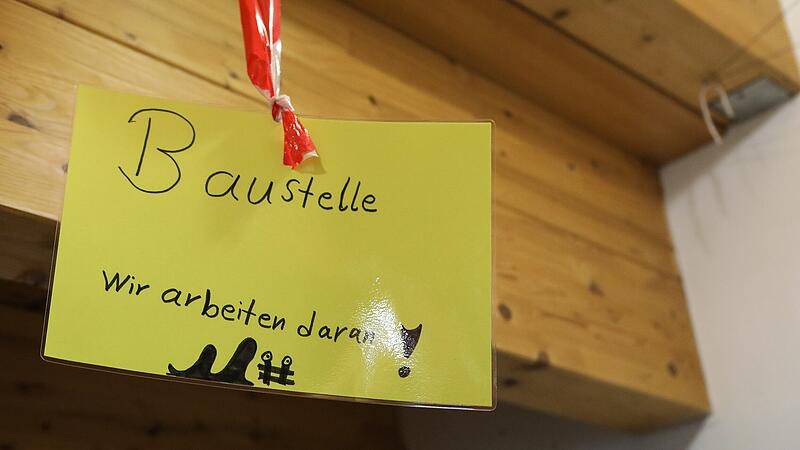 Baustelle
Wir arbeiten daran!